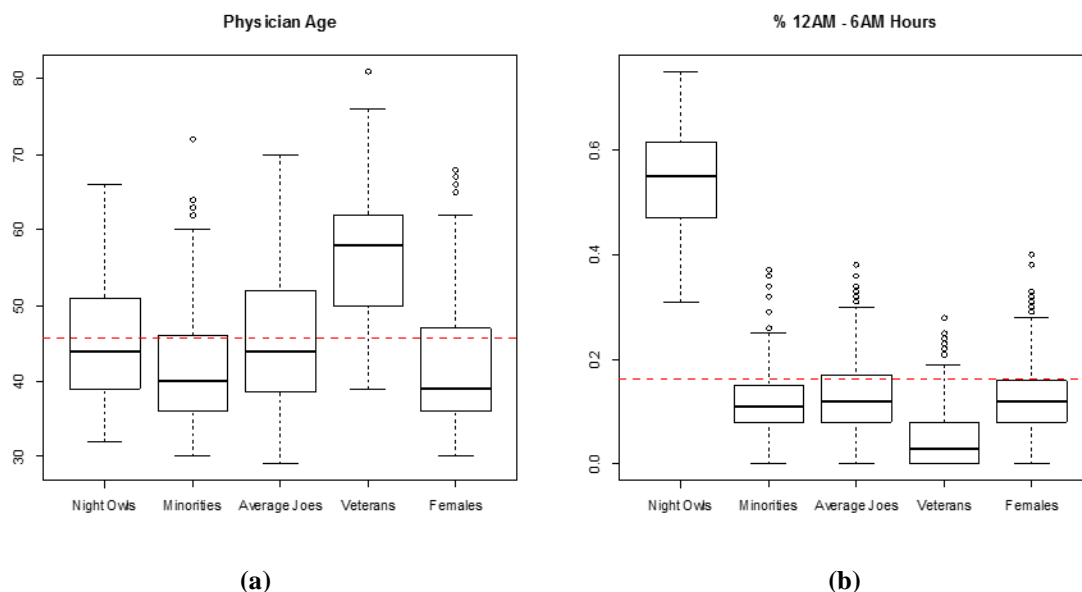 Physician Age
80
70
60
50
40
30
Night Owls Minorities Average Joes Veterans Females
(a)
% 12AM - 6AM Hours
0.6
0.4
0.2
0.0
Night Owls Minorities Average Joes Veterans Females
(b)